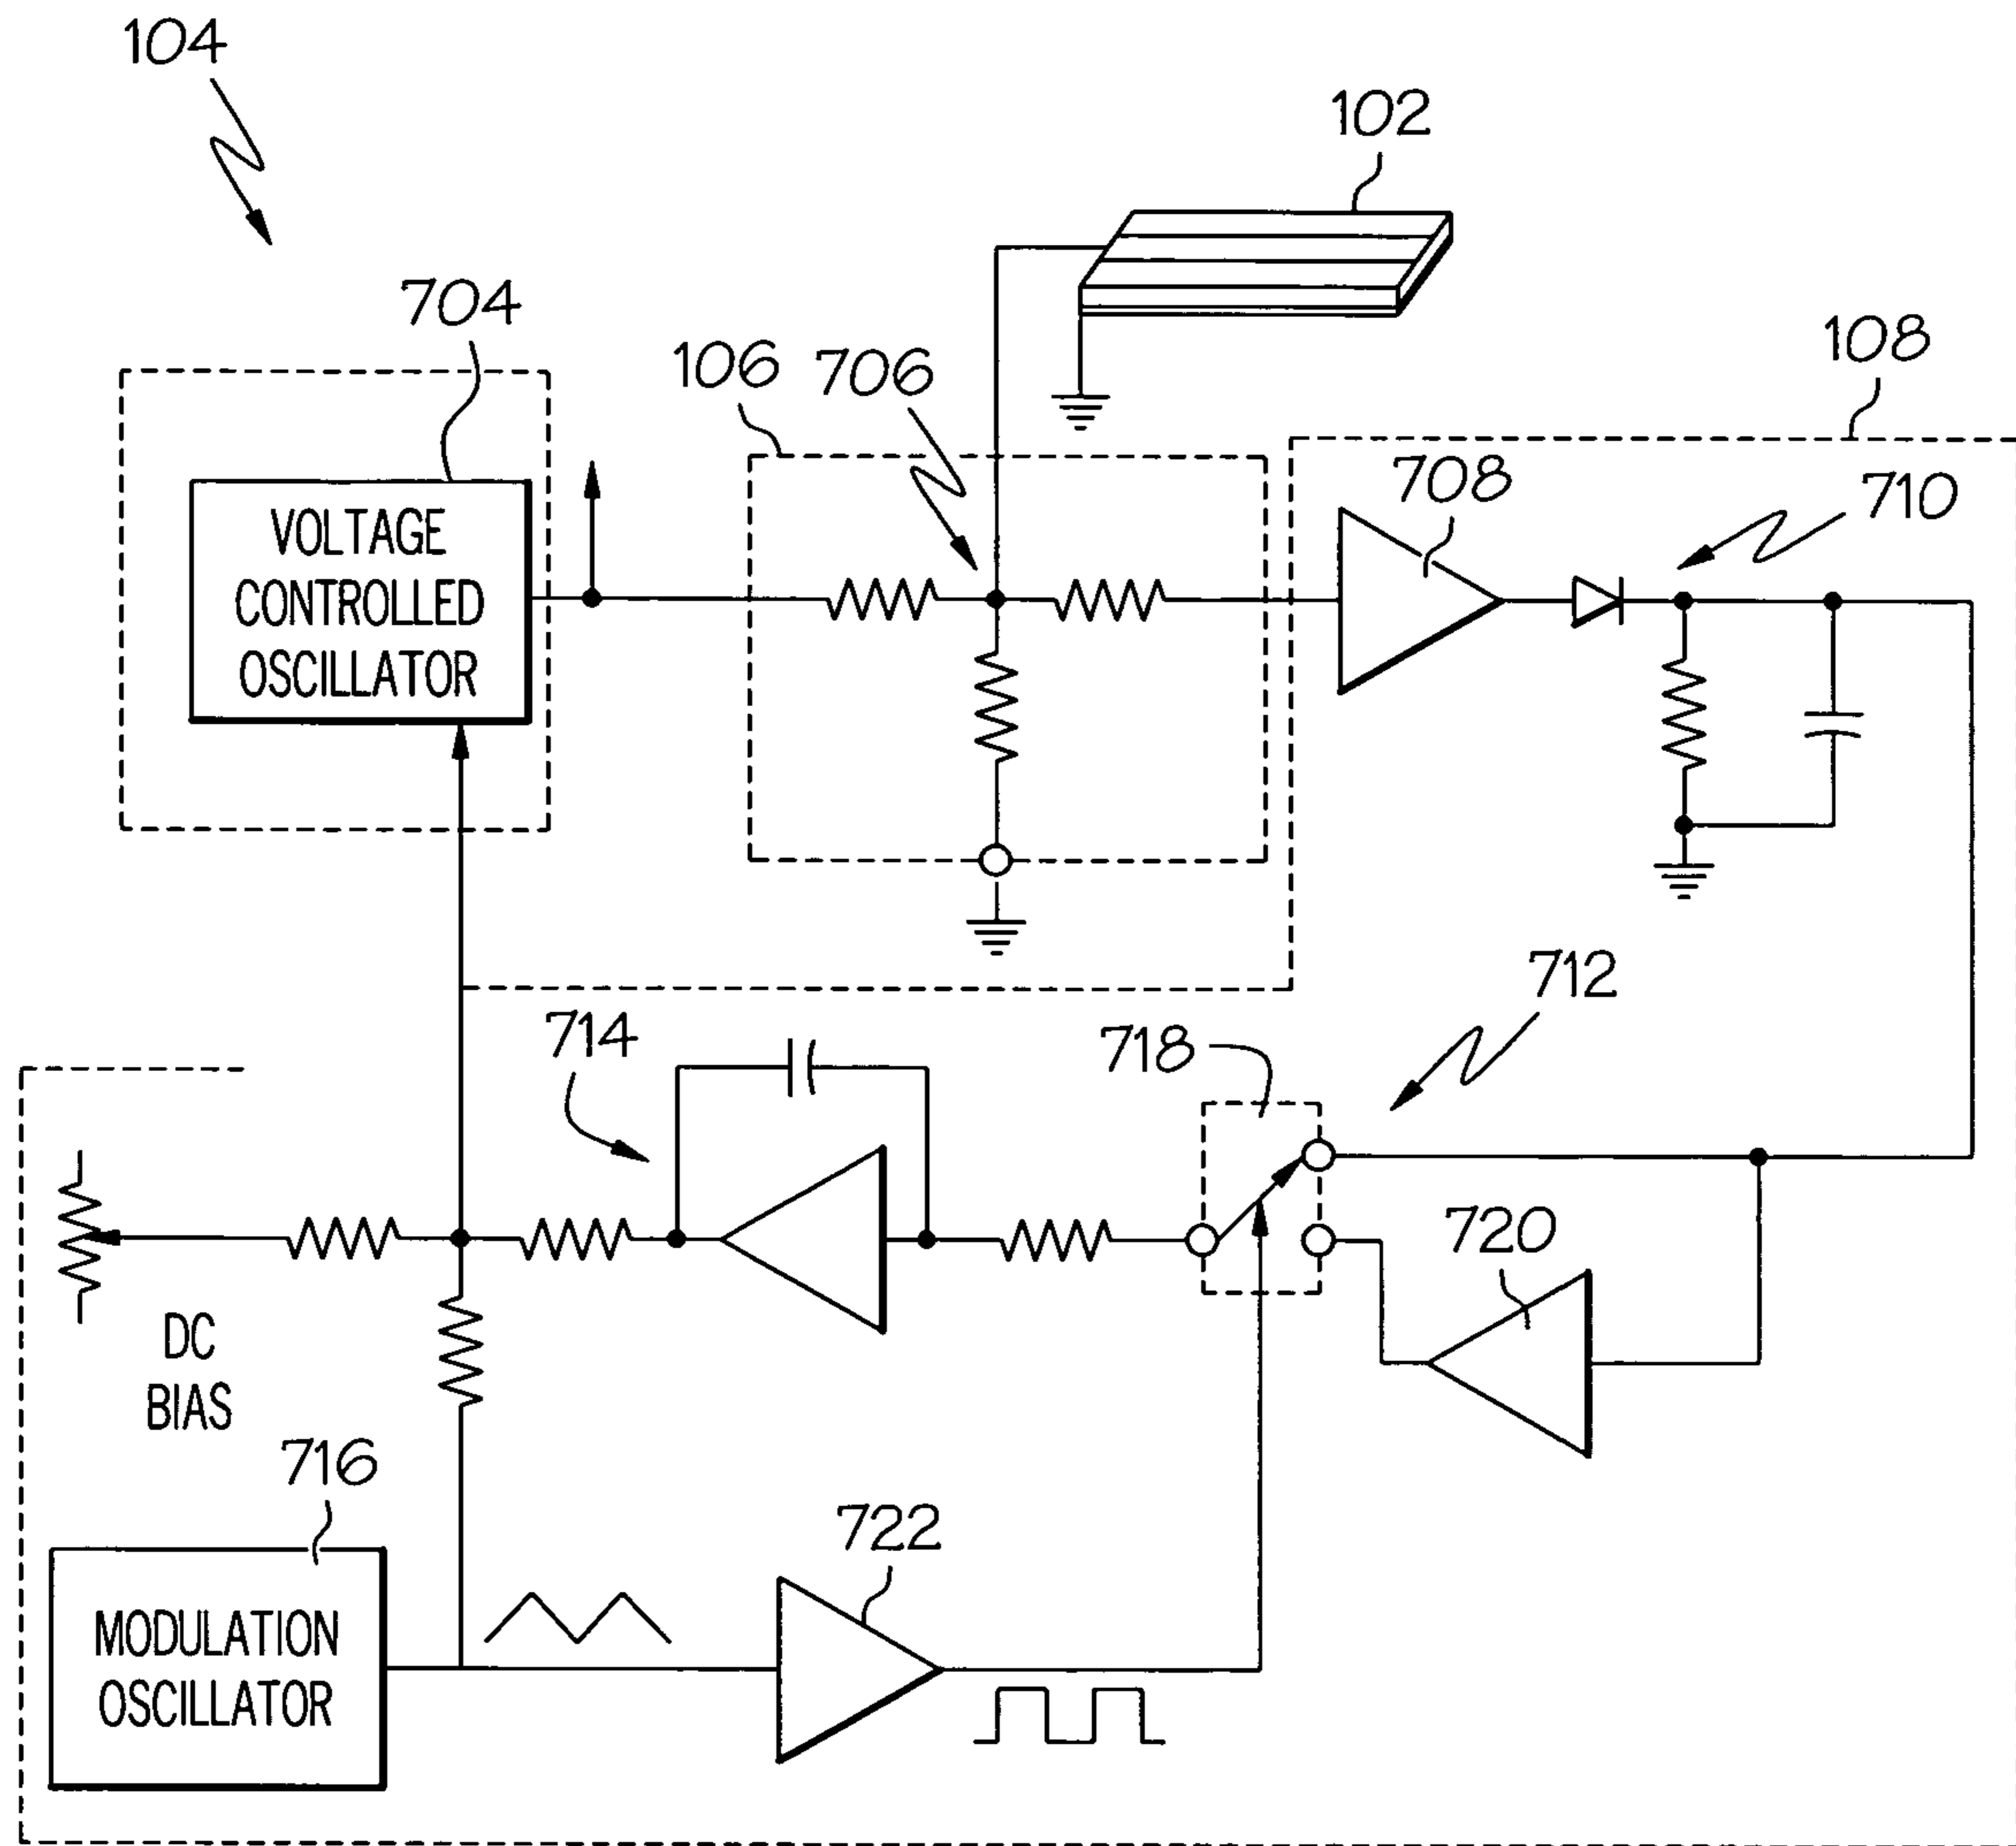 104
102
704
106
706
108
708
710
VOLTAGE
CONTROLLED
OSCILLATOR
712
714
718
720
DC
BIAS
716
722
MODULATION
OSCILLATOR